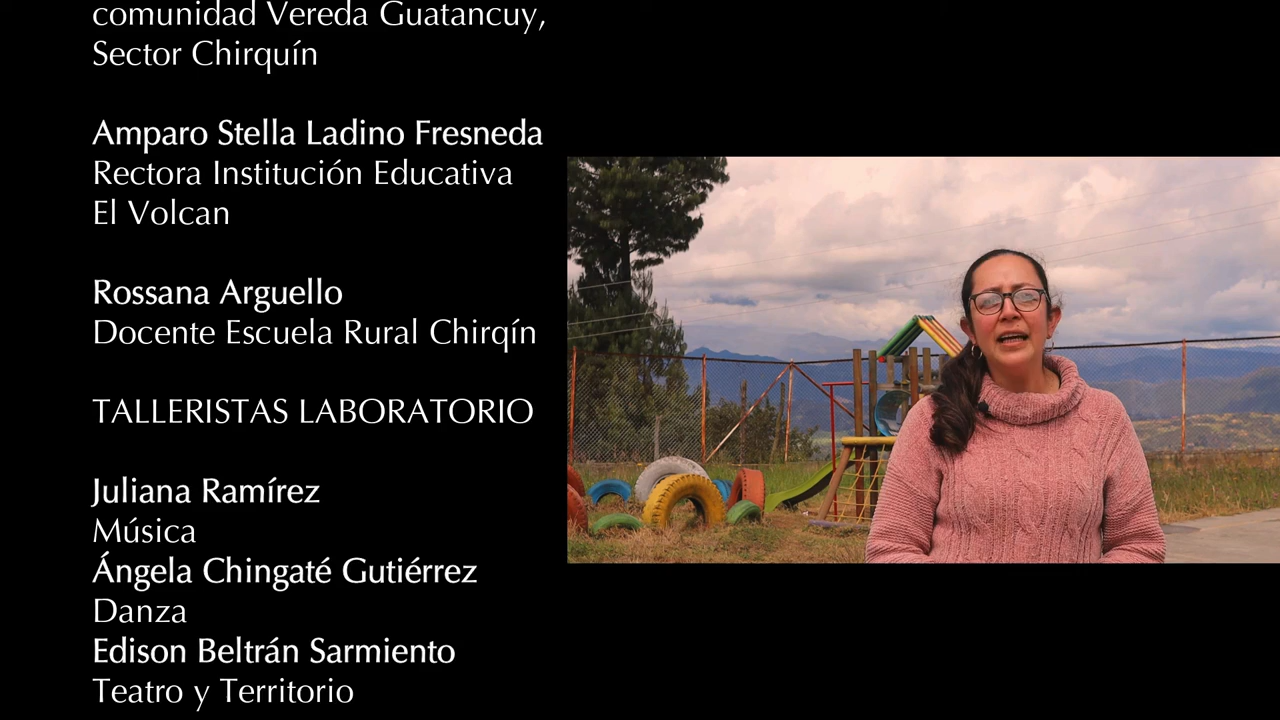 comunidad Vereda Guatancuy,
Sector Chirquín
Amparo Stella Ladino Fresneda
Rectora Institución Educativa
El Volcan
Rossana Arguello
Docente Escuela Rural Chirqín
TALLERISTAS LABORATORIO
Juliana Ramírez
Música
Ángela Chingaté Gutiérrez
Danza
Edison Beltrán Sarmiento
Teatro y Territorio